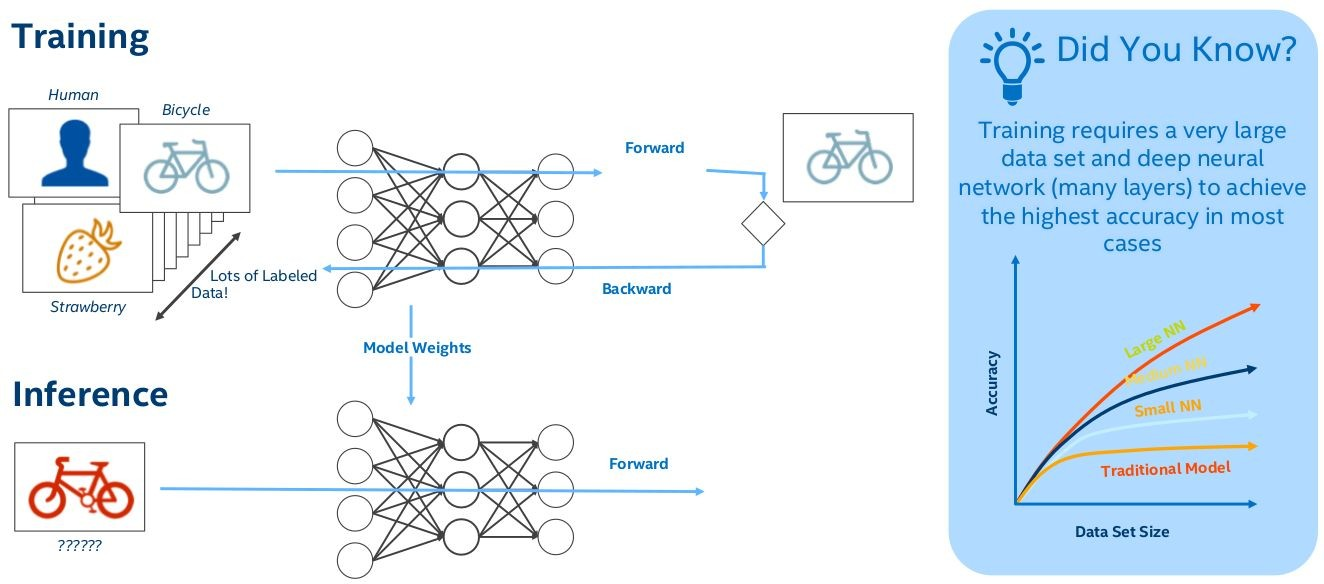 Training
Human
Bicycle
Strawberry
Lots of Labeled
Data!
Forward
Backward
Model Weights
Inference
??????
Forward
Did You Know?
Training requires a very large
data set and deep neural
network (many layers) to achieve
the highest accuracy in most
cases
Accuracy
Large NN
Medium NN
Small NN
Traditional Model
Data Set Size